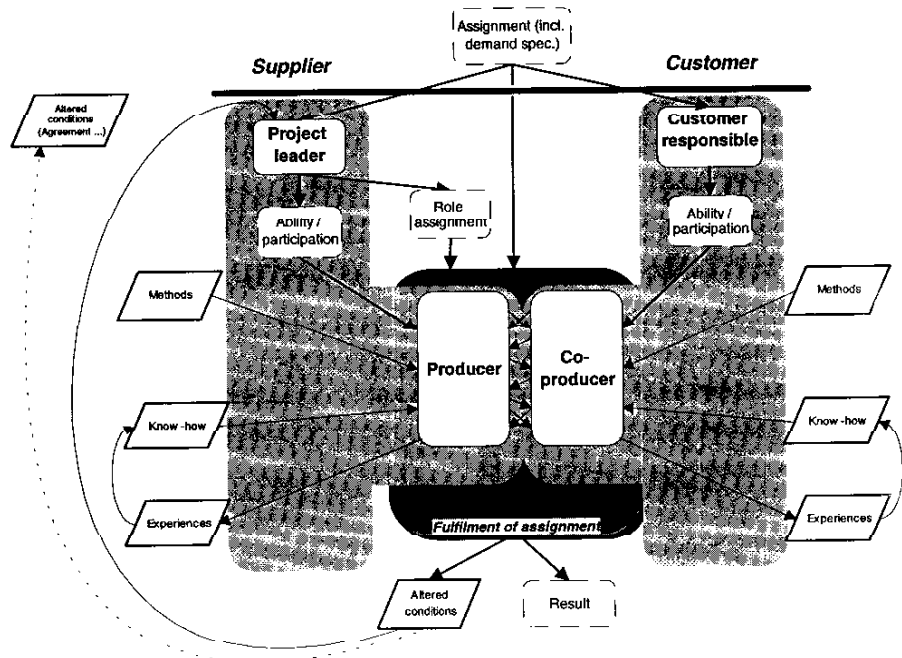 Assignment (incl.
demand spec.)
Supplier
Customer
Altered
conditions
(Agreement ...)
Project
leader
Customer
responsible
Role
assignment
Ability /
participation
Ability /
participation
Methods
Methods
Producer
Co-
producer
Know -how
Know -how
Experiences
Experiences
Fulfilment of assignment
Altered
conditions
Result